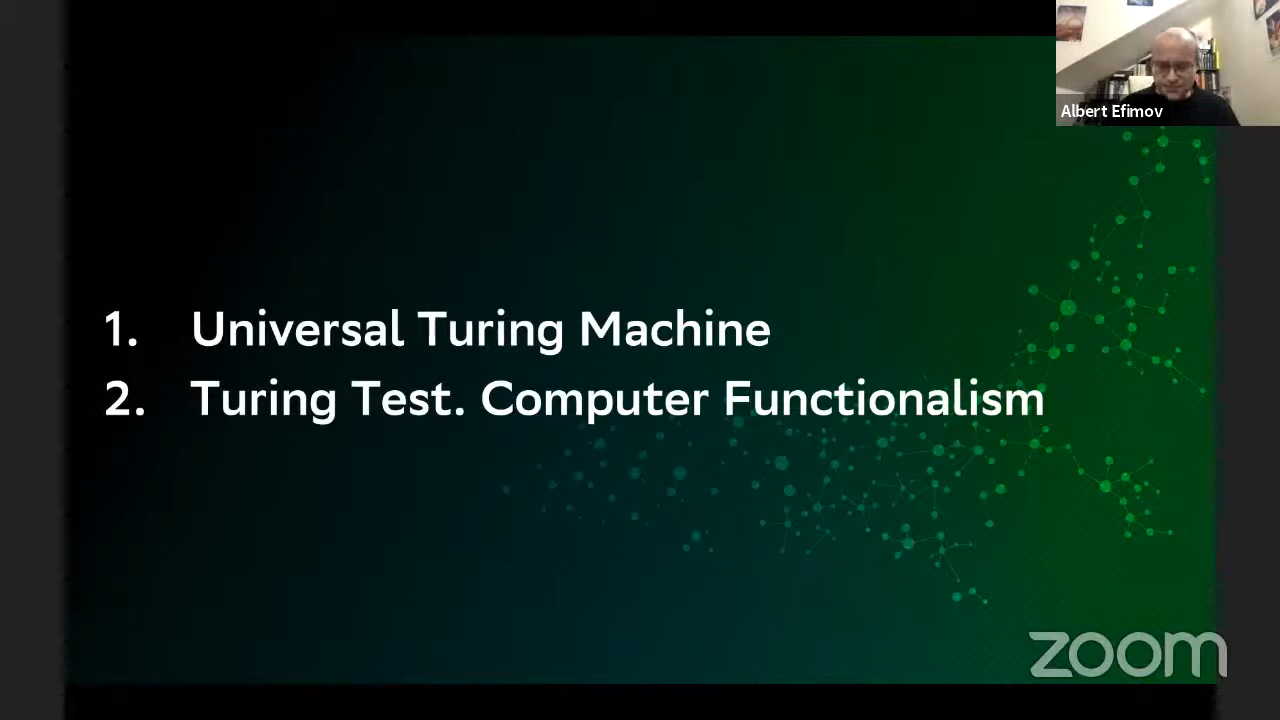 Albert Efimov
1. Universal Turing Machine
2. Turing Test. Computer Functionalism
zoom